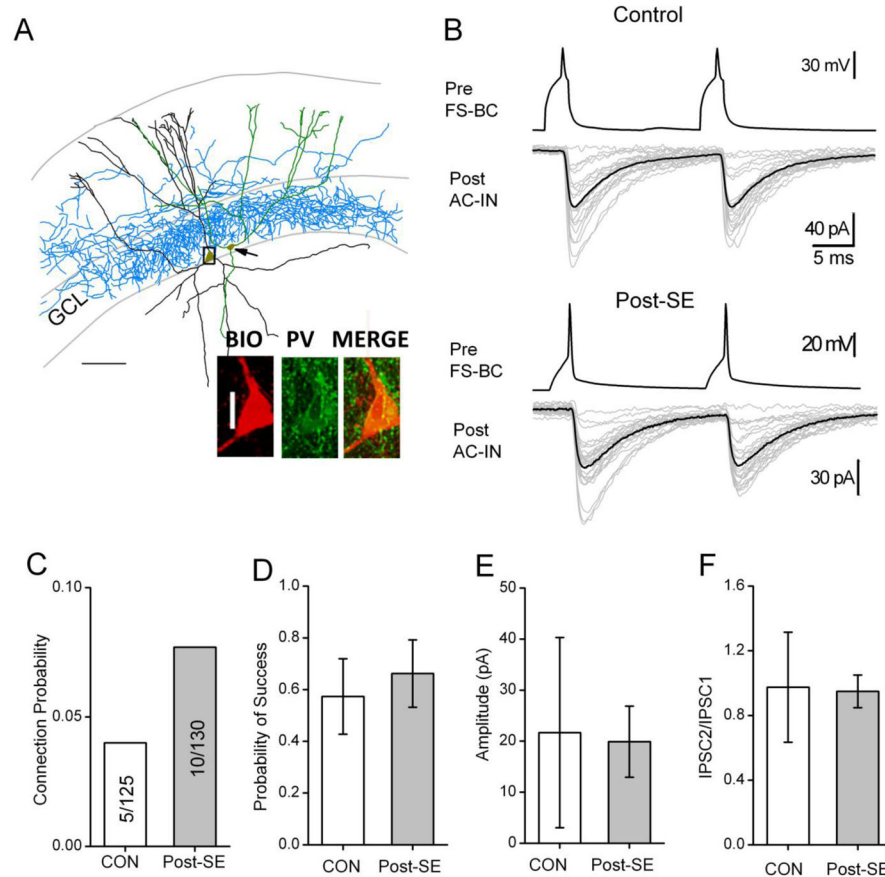 A
GCL
BIO PV MERGE
B
Control
Pre
FS-BC
30 mV
Post
AC-IN
40 pA
5 ms
Post-SE
Pre
FS-BC
20 mV
Post
AC-IN
30 pA
C
Connection Probability
0.10
0.05
0.00
5/125
10/130
CON Post-SE
D
Probability of Success
1.0
0.8
0.6
0.4
0.2
0.0
CON Post-SE
E
Amplitude (pA)
50
40
30
20
10
0
CON Post-SE
F
IPSC2/IPSC1
1.6
1.2
0.8
0.4
0.0
CON Post-SE